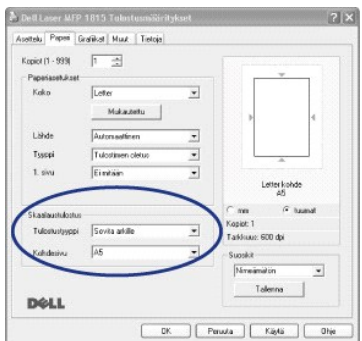 Dell Laser MFP 1815 Tulostusmääritykset
Asettelu Paperi Grafiikat Muut Tietoja
Kopiot (1 - 999) 1
Paperiasetukset
Koko Letter
Mukautettu
Lähde Automaattinen
Tyyppi Tulostimen oletus
1. sivu Ei mitään
Skaalaustulostus
Tulostustyyppi Sovita arkille
Kohdesivu A5
Letter kohde
A5
mm tuumat
Kopiot: 1
Tarkkuus: 600 dpi
Suosikit
Nimeämätön
Tallenna
DELL
OK Peruuta Käytä Ohje